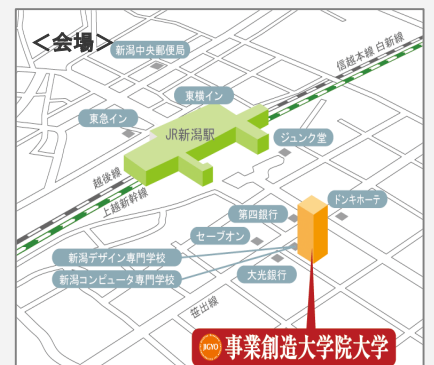 ＜会場＞
新潟中央郵便局
信越本線 白新線
東横イン
東急イン
JR新潟駅
ジュンク堂
越後線
上越新幹線
ドンキホーテ
第四銀行
セーブオン
新潟デザイン専門学校
大光銀行
新潟コンピュータ専門学校
笹出線
JIGYO 事業創造大学院大学